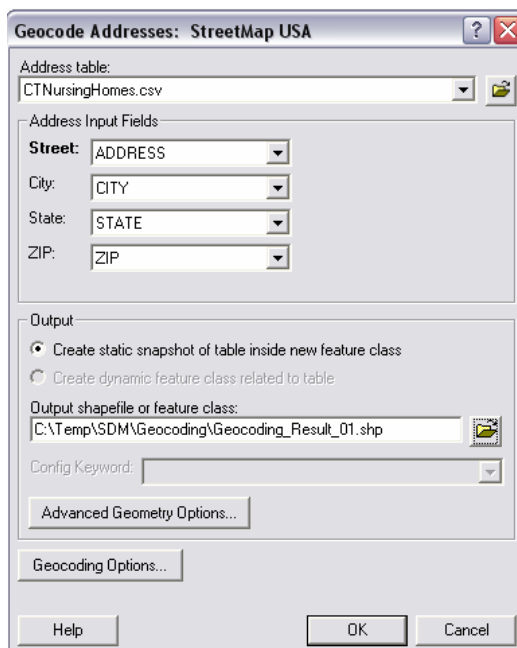 Geocode Addresses: StreetMap USA
Address table:
CTNursingHomes.csv
Address Input Fields
Street: ADDRESS
City: CITY
State: STATE
ZIP: ZIP
Output
Create static snapshot of table inside new feature class
Create dynamic feature class related to table
Output shapefile or feature class:
C:\Temp\SDM\Geocoding\Geocoding_Result_01.shp
Config Keyword:
Advanced Geometry Options...
Geocoding Options...
Help OK Cancel